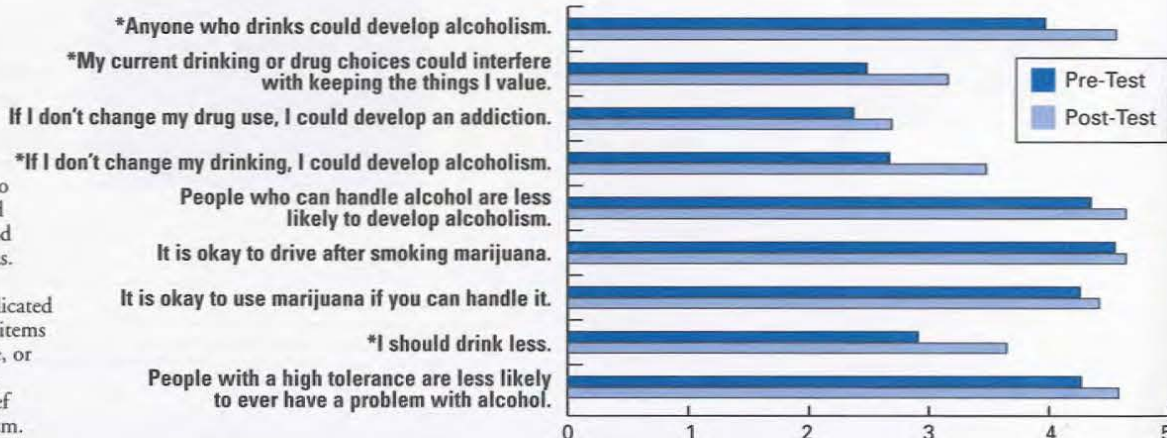 *Anyone who drinks could develop alcoholism.
*My current drinking or drug choices could interfere
with keeping the things I value.
If I don't change my drug use, I could develop an addiction.
*If I don't change my drinking, I could develop alcoholism.
People who can handle alcohol are less
likely to develop alcoholism.
It is okay to drive after smoking marijuana.
It is okay to use marijuana if you can handle it.
*I should drink less.
People with a high tolerance are less likely
to ever have a problem with alcohol.
Pre-Test
Post-Test
0 1 2 3 4 5
items
, or